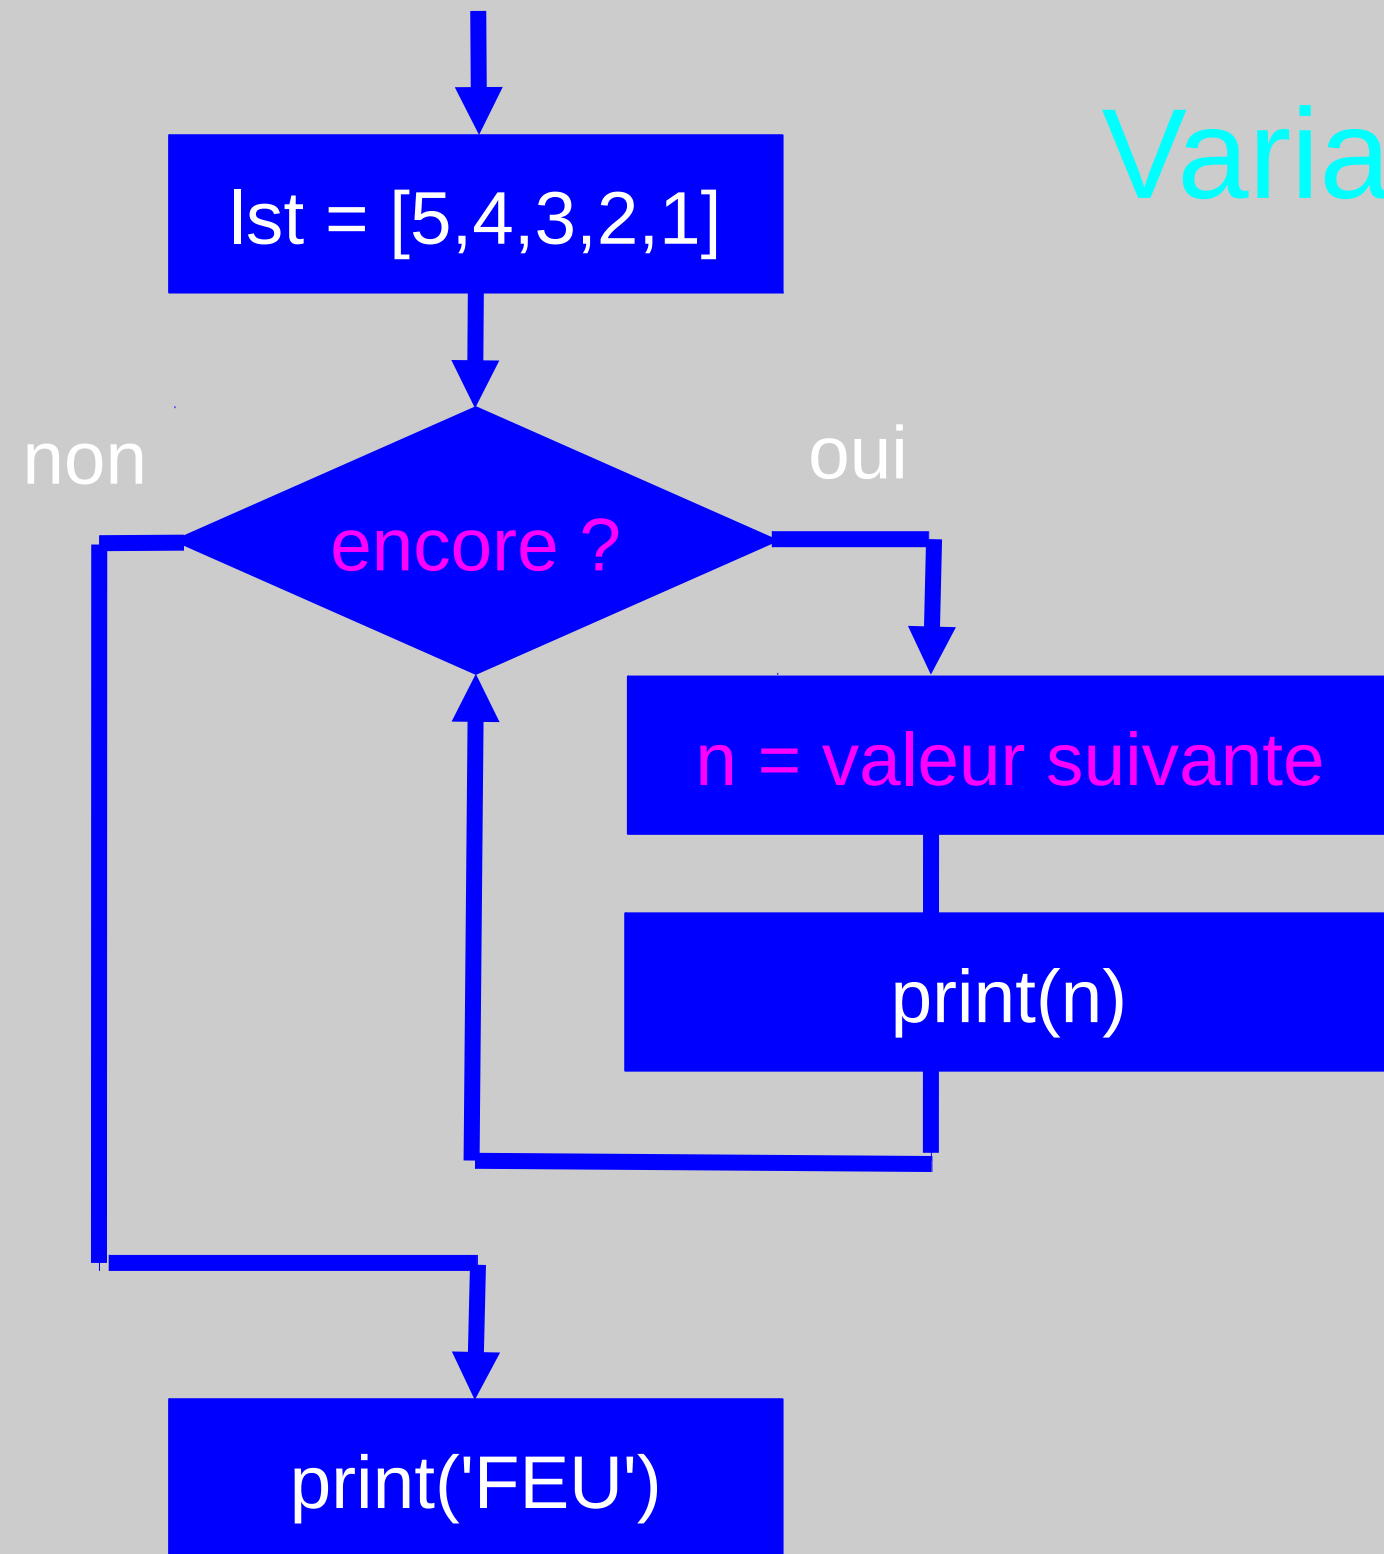 Varia
lst = [5,4,3,2,1]
non
oui
encore ?
n = valeur suivante
print(n)
print('FEU')